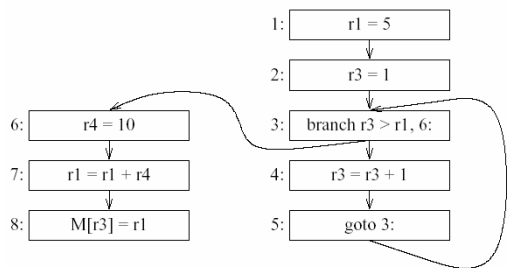 1: r1 = 5
2: r3 = 1
3: branch r3 > r1, 6:
4: r3 = r3 + 1
5: goto 3:
6: r4 = 10
7: r1 = r1 + r4
8: M[r3] = r1